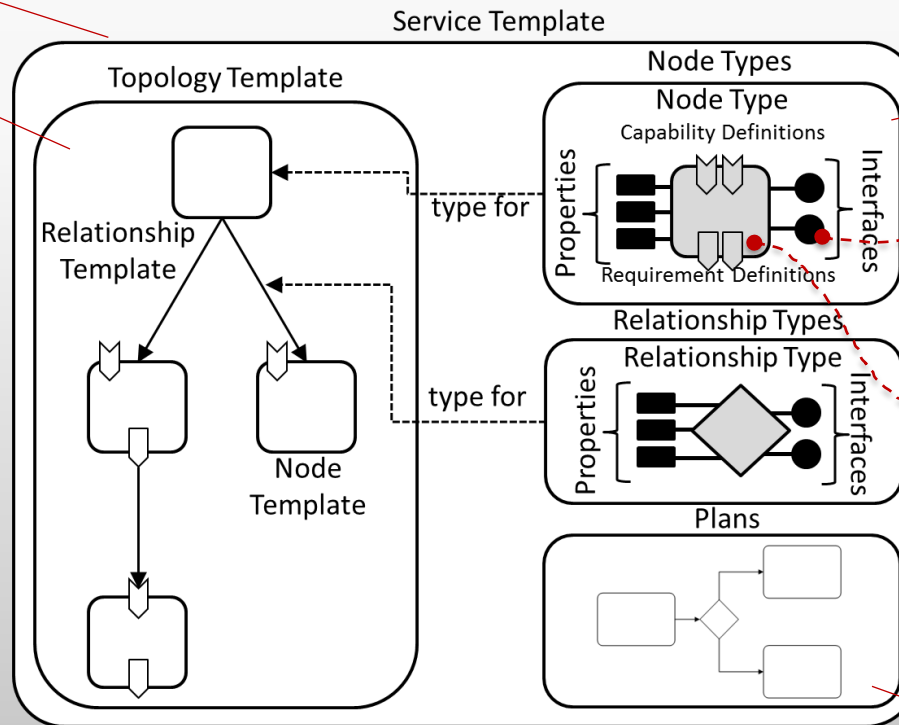 Service Template
Topology Template
Relationship
Template
Node
Template
type for
type for
Node Types
Node Type
Capability Definitions
Properties
Interfaces
Requirement Definitions
Relationship Types
Relationship Type
Properties
Interfaces
Plans